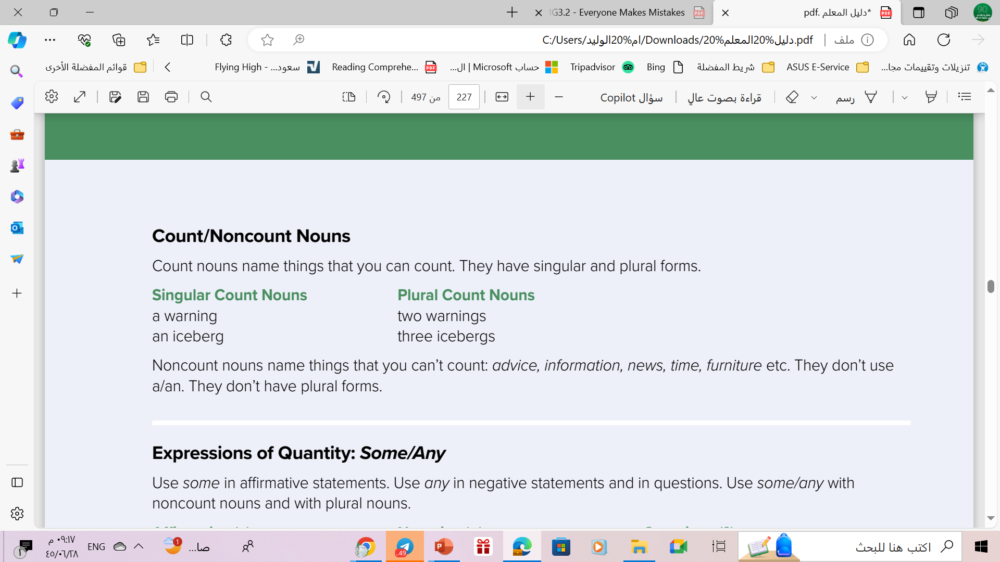 دليل المعلم .pdf*
MG3.2 - Everyone Makes Mistakes
ملف
C:/Users/ام%20الوليد/Downloads/دليل%20المعلم%20.pdf
تنزيلات وتقييمات مجا...
ASUS E-Service
شريط المفضلة
Bing
Tripadvisor
حساب Microsoft | ال...
Reading Comprehe...
Flying High - سعود...
قوائم المفضلة الأخرى
رسم
قراءة بصوت عالٍ
سؤال Copilot
227
من 497
Count/Noncount Nouns
Count nouns name things that you can count. They have singular and plural forms.
Singular Count Nouns Plural Count Nouns
a warning two warnings
an iceberg three icebergs
Noncount nouns name things that you can’t count: advice, information, news, time, furniture etc. They don’t use
a/an. They don’t have plural forms.
Expressions of Quantity: Some/Any
Use some in affirmative statements. Use any in negative statements and in questions. Use some/any with
noncount nouns and with plural nouns.
اكتب هنا للبحث
صا...
ENG
٠٩:١٧ م
٤٥/٠٦/٢٨